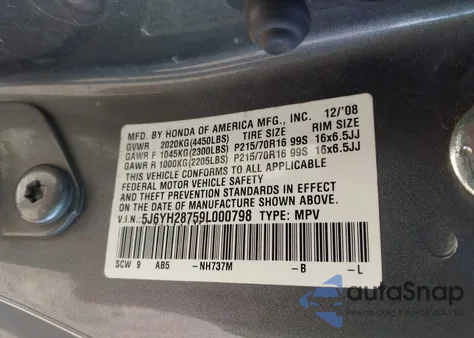 MFD. BY HONDA OF AMERICA MFG., INC. 12/'08
GVWR 2020KG(4450LBS) TIRE SIZE RIM SIZE
GAWR F 1045KG(2300LBS) P215/70R16 99S 16x6.5JJ
GAWR R 1000KG(2205LBS) P215/70R16 99S 16x6.5JJ
THIS VEHICLE CONFORMS TO ALL APPLICABLE
FEDERAL MOTOR VEHICLE SAFETY
AND THEFT PREVENTION STANDARDS IN EFFECT
ON THE DATE OF MANUFACTURE SHOWN ABOVE.
V.I.N.: 5J6YH28759L000798 TYPE: MPV
SCW 9 AB5 -NH737M -B -L
autoSnap